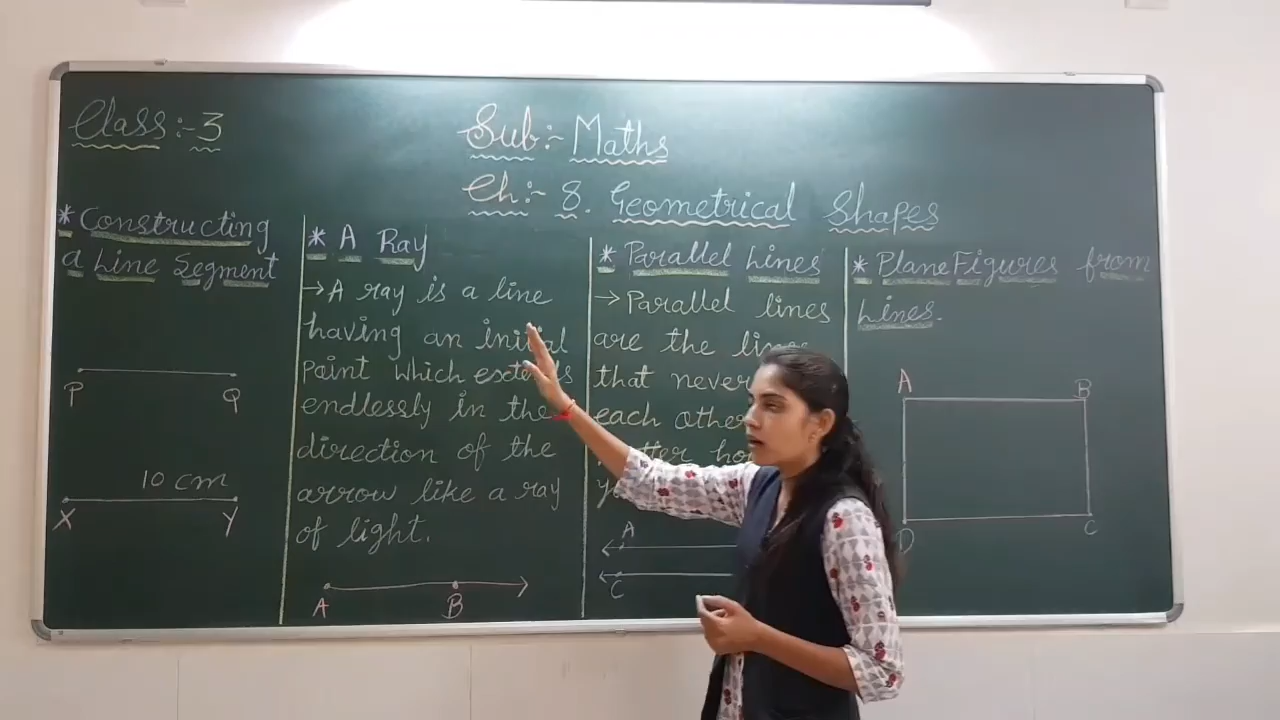 Class:- 3
Sub:- Maths
Ch:- 8. Geometrical Shapes
* Constructing
a Line Segment
P Q
10 cm
X Y
* A Ray
→ A ray is a line
having an initial
point which extends
endlessly in the
direction of the
arrow like a ray
of light.
A B
* Parallel Lines
→ Parallel lines
are the lines
that never
each other
A
C
* Plane Figures from
Lines.
A B
D C